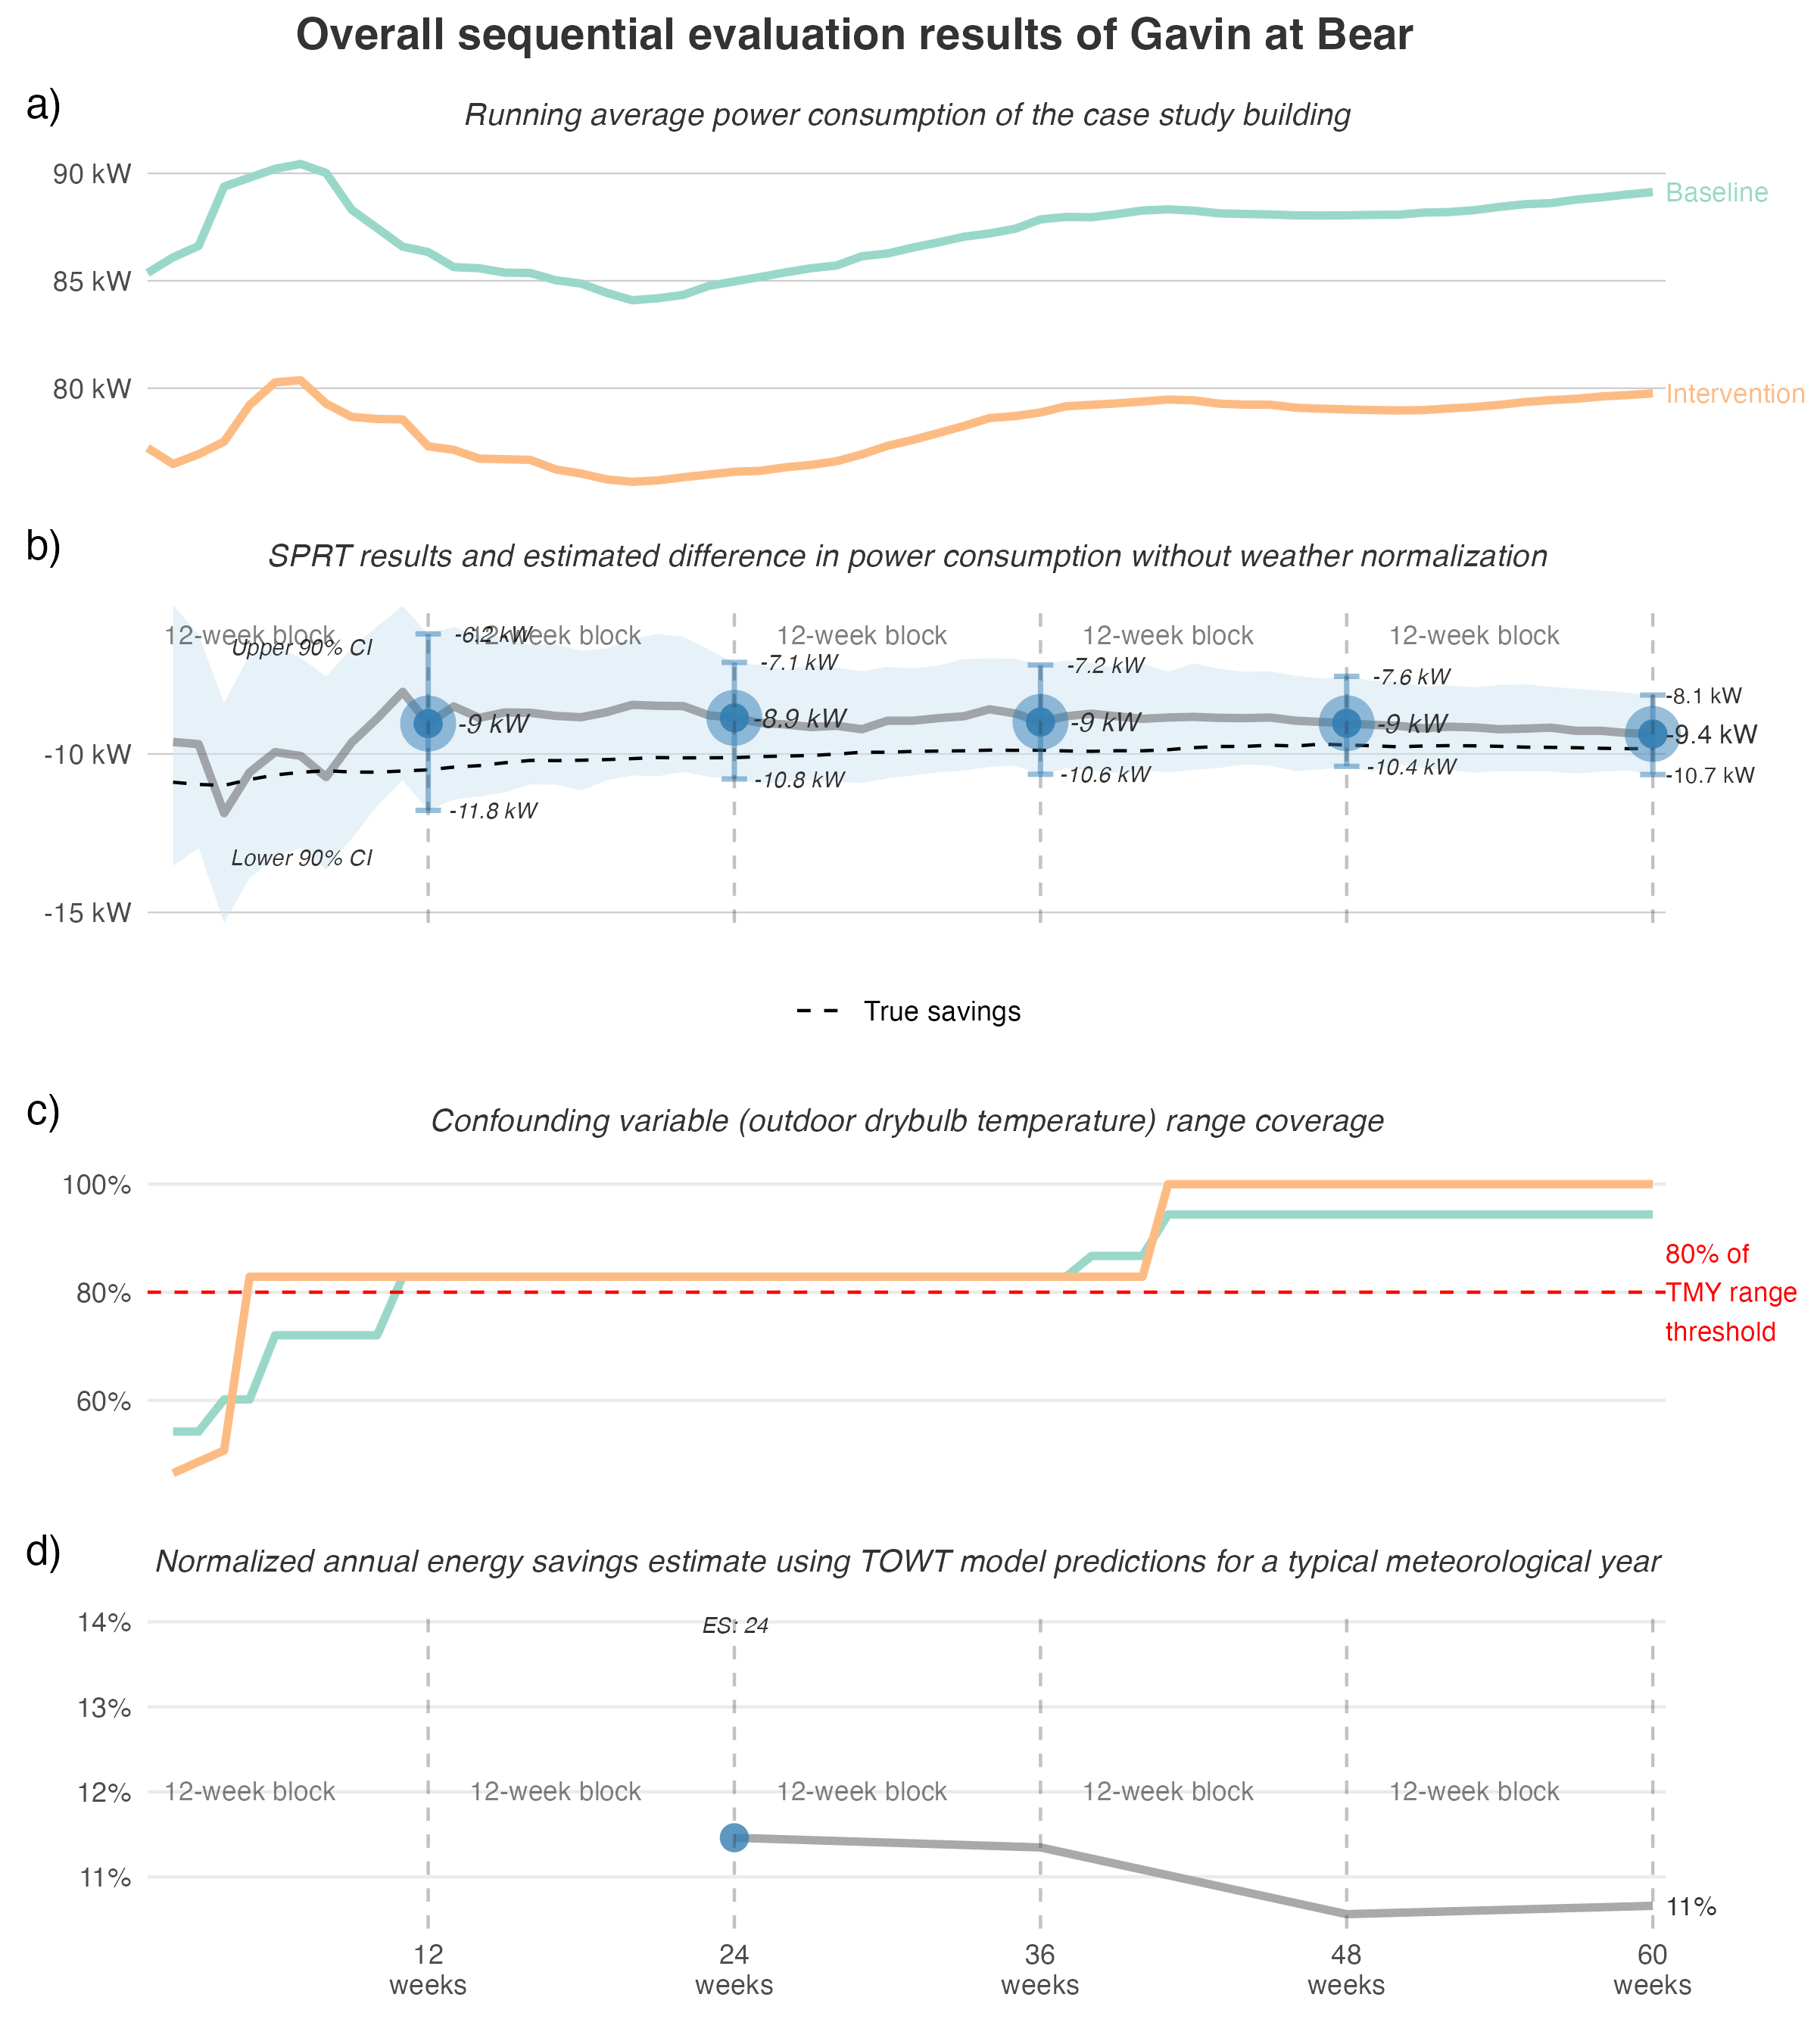 Overall sequential evaluation results of Gavin at Bear
a)
Running average power consumption of the case study building
90 kW
Baseline
85 kW
80 kW
Intervention
b)
SPRT results and estimated difference in power consumption without weather normalization
12-week block
12-week block
12-week block
12-week block
12-week block
Upper 90% CI
-6.2 kW
-7.1 kW
-7.2 kW
-7.6 kW
-8.1 kW
-9 kW
-8.9 kW
-9 kW
-9 kW
-9.4 kW
-10 kW
-11.8 kW
-10.8 kW
-10.6 kW
-10.4 kW
-10.7 kW
Lower 90% CI
-15 kW
True savings
c)
Confounding variable (outdoor drybulb temperature) range coverage
100%
80%
60%
80% of
TMY range
threshold
d)
Normalized annual energy savings estimate using TOWT model predictions for a typical meteorological year
14%
ES: 24
13%
12%
12-week block
12-week block
12-week block
12-week block
12-week block
11%
11%
12
weeks
24
weeks
36
weeks
48
weeks
60
weeks